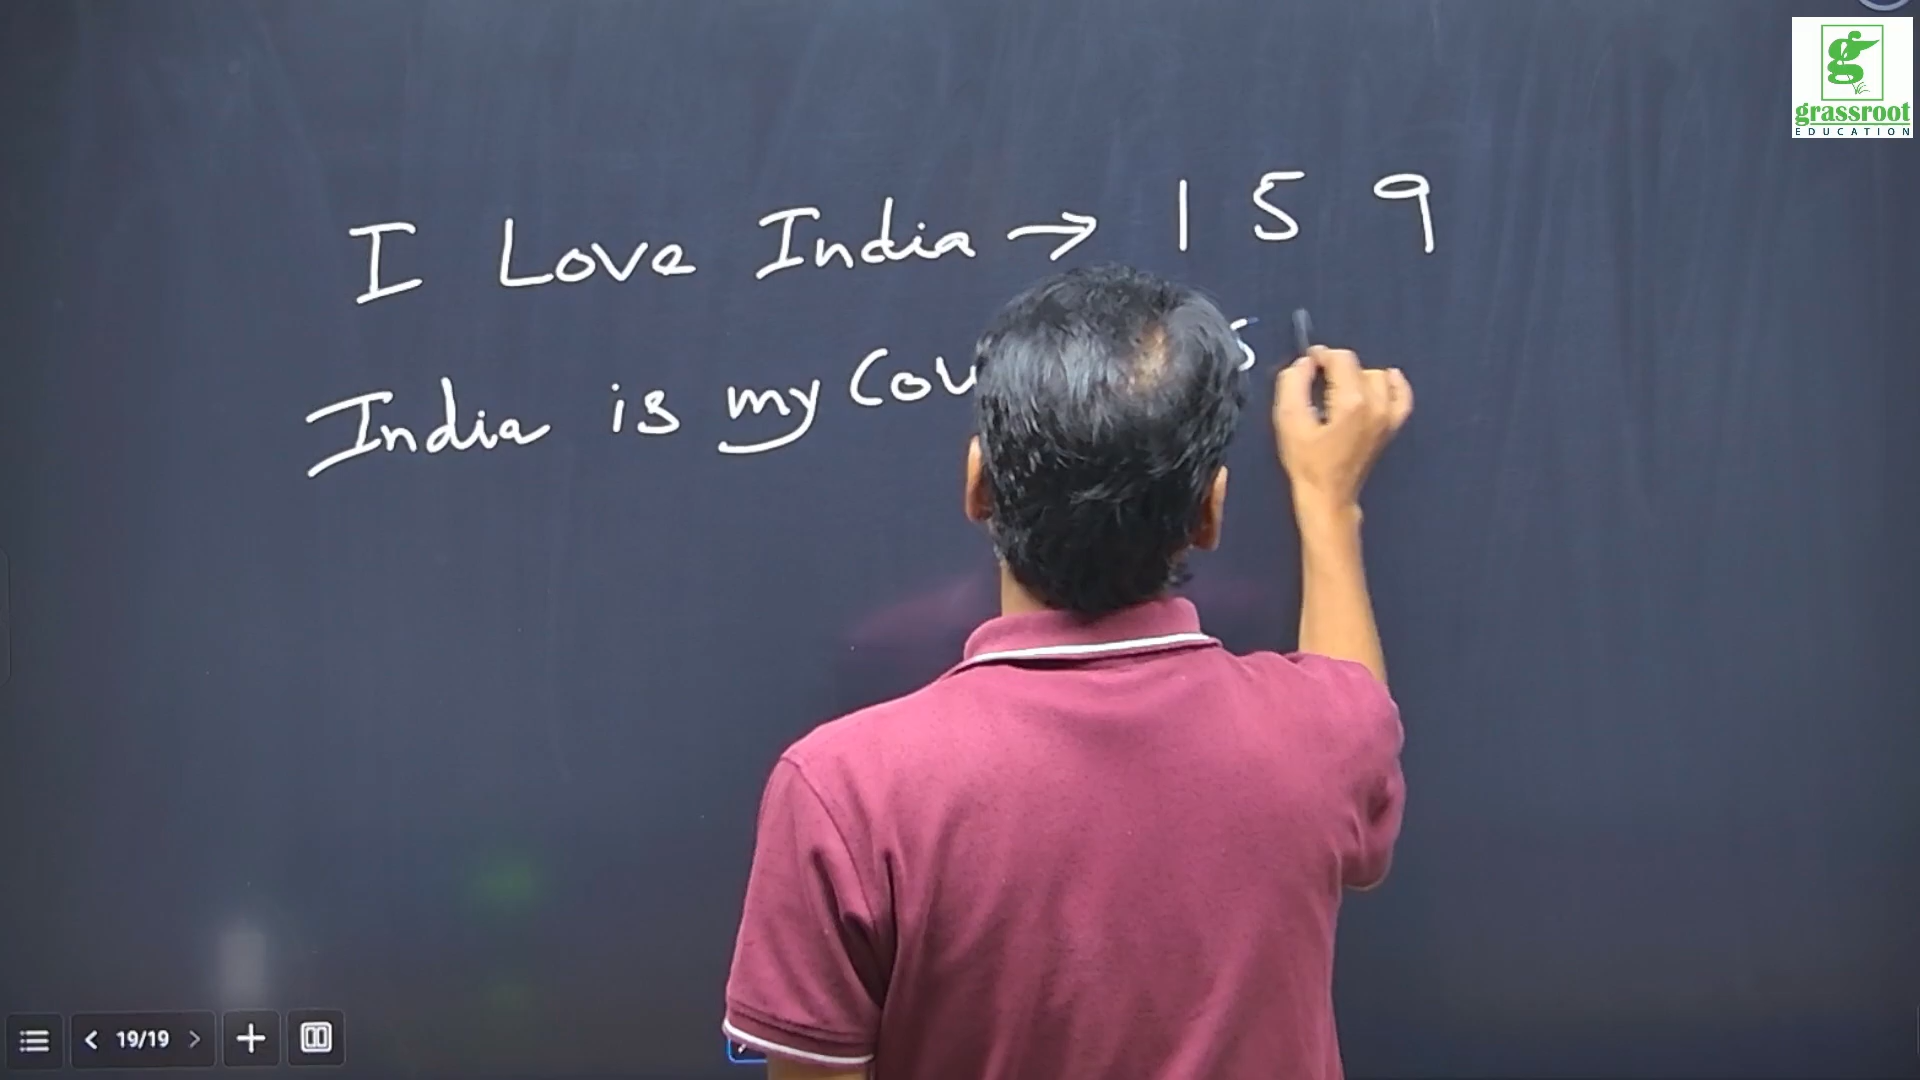 grassroot
EDUCATION
I Love India → 1 5 9
India is my
19/19